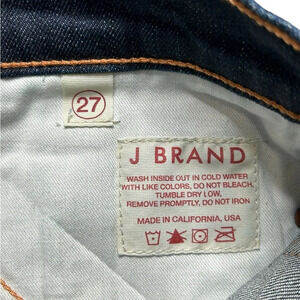 27
J BRAND
WASH INSIDE OUT IN COLD WATER
WITH LIKE COLORS, DO NOT BLEACH,
TUMBLE DRY LOW,
REMOVE PROMPTLY, DO NOT IRON
MADE IN CALIFORNIA, USA